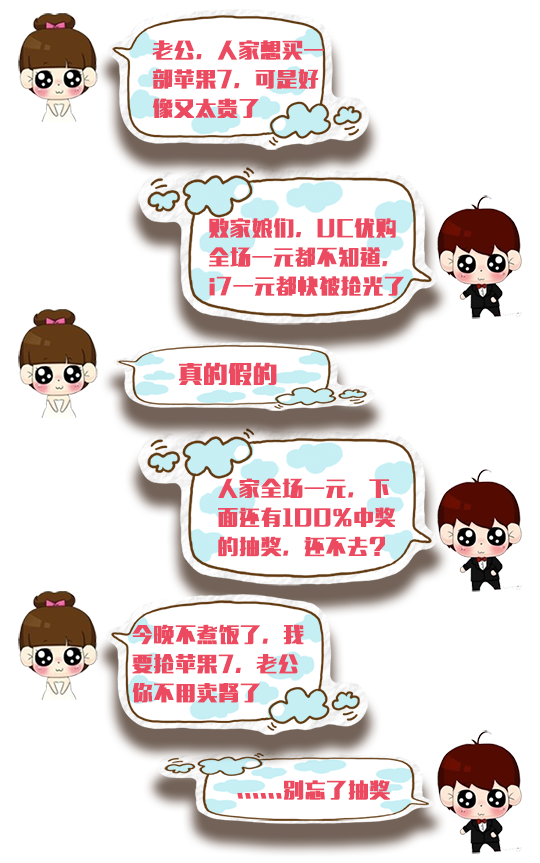 老公，人家想买一
部苹果7，可是好
像又太贵了
败家娘们，UC优购
全场一元都不知道，
i7一元都快被抢光了
真的假的
人家全场一元，下
面还有100%中奖
的抽奖，还不去？
今晚不煮饭了，我
要抢苹果7，老公
你不用卖肾了
、、、、、、别忘了抽奖